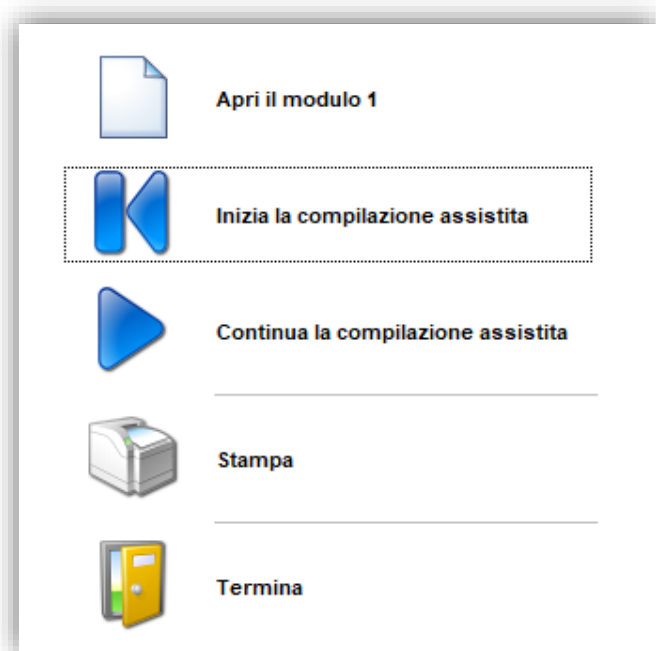 Apri il modulo 1
Inizia la compilazione assistita
Continua la compilazione assistita
Stampa
Termina